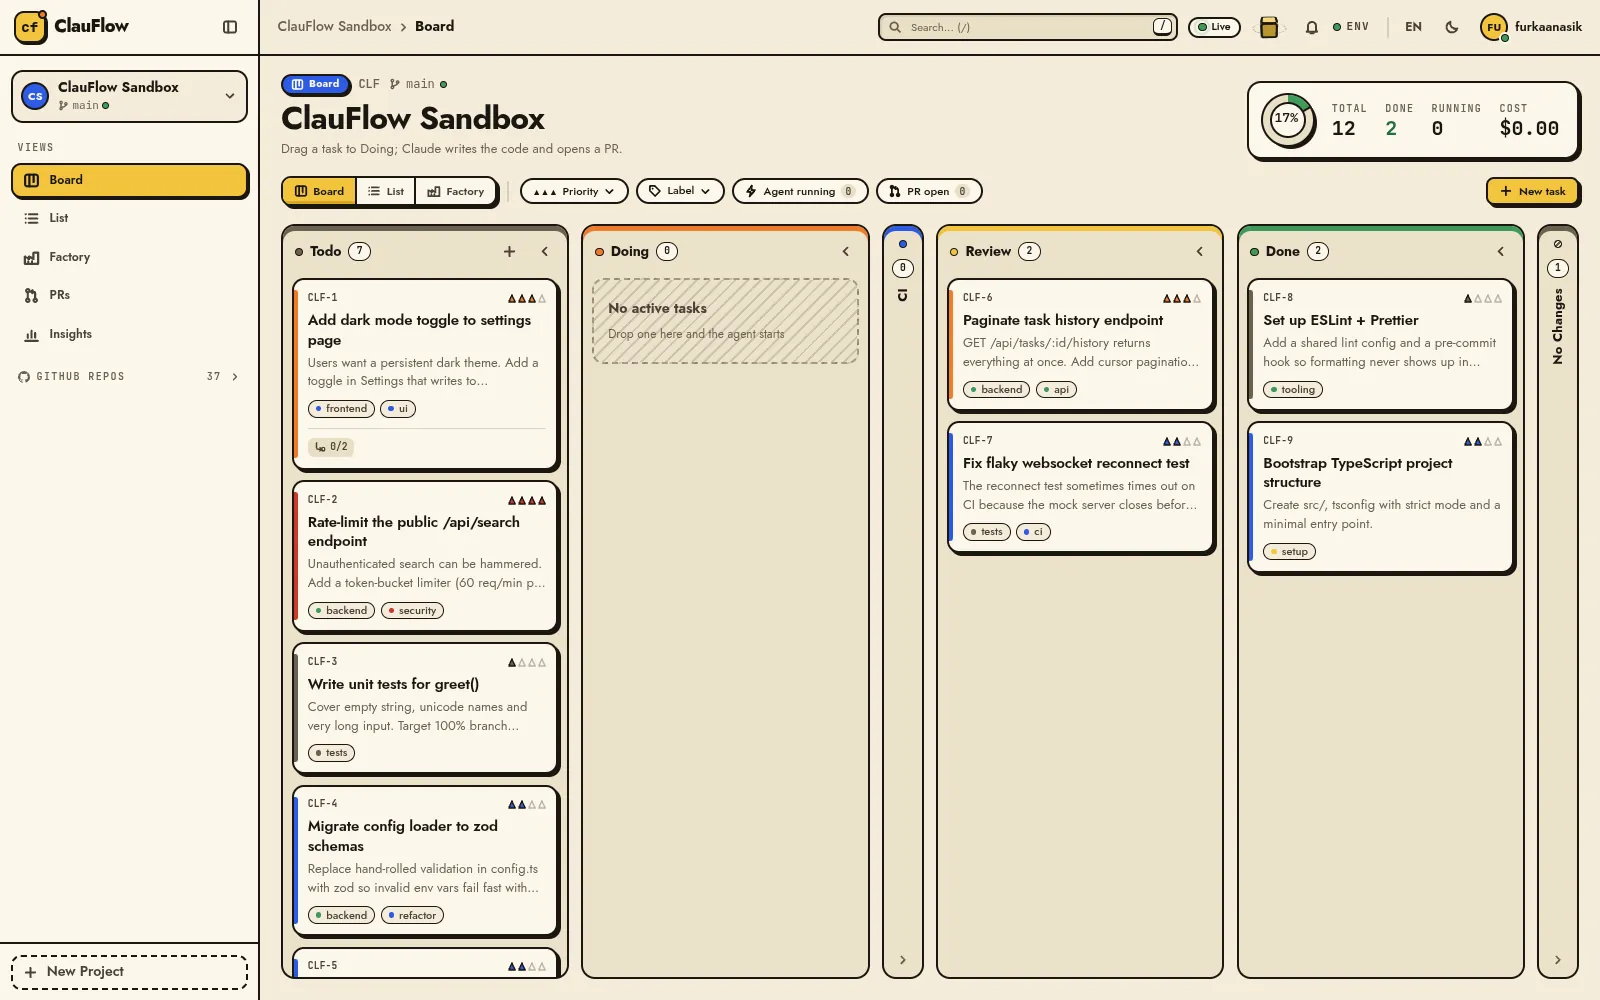 cf
ClauFlow
CS
ClauFlow Sandbox
main
VIEWS
Board
List
Factory
PRs
Insights
GITHUB REPOS 37
New Project
ClauFlow Sandbox > Board
Search... (/) /
Live
ENV
EN
FU
furkaanasik
Board CLF main
ClauFlow Sandbox
Drag a task to Doing; Claude writes the code and opens a PR.
17%
TOTAL DONE RUNNING COST
12 2 0 $0.00
Board List Factory Priority Label Agent running 0 PR open 0
+ New task
Todo 7
CLF-1
Add dark mode toggle to settings
page
Users want a persistent dark theme. Add a
toggle in Settings that writes to...
frontend ui
0/2
CLF-2
Rate-limit the public /api/search
endpoint
Unauthenticated search can be hammered.
Add a token-bucket limiter (60 req/min p...
backend security
CLF-3
Write unit tests for greet()
Cover empty string, unicode names and
very long input. Target 100% branch...
tests
CLF-4
Migrate config loader to zod
schemas
Replace hand-rolled validation in config.ts
with zod so invalid env vars fail fast with...
backend refactor
CLF-5
Doing 0
No active tasks
Drop one here and the agent starts
0
CI
Review 2
CLF-6
Paginate task history endpoint
GET /api/tasks/:id/history returns
everything at once. Add cursor paginatio...
backend api
CLF-7
Fix flaky websocket reconnect test
The reconnect test sometimes times out on
CI because the mock server closes befor...
tests ci
Done 2
CLF-8
Set up ESLint + Prettier
Add a shared lint config and a pre-commit
hook so formatting never shows up in...
tooling
CLF-9
Bootstrap TypeScript project
structure
Create src/, tsconfig with strict mode and a
minimal entry point.
setup
1
No Changes